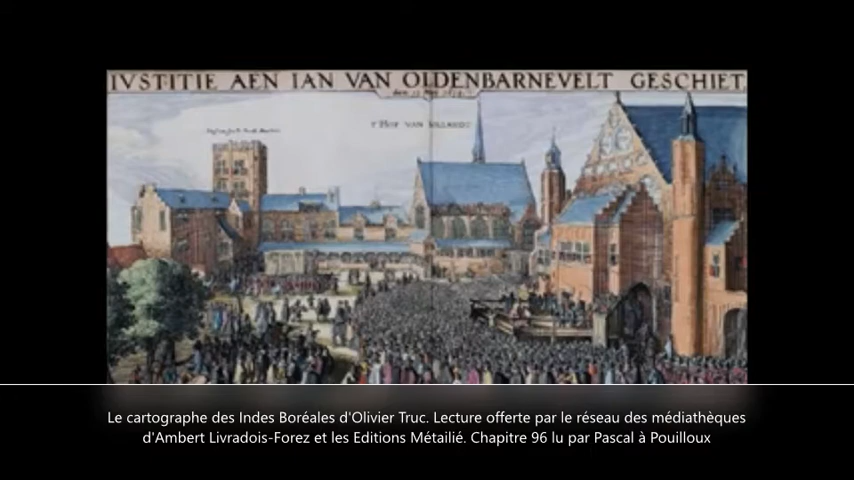 IVSTITIE AEN IAN VAN OLDENBARNEVELT GESCHIET.
T'HOF VAN HOLLANDT
Le cartographe des Indes Boréales d'Olivier Truc. Lecture offerte par le réseau des médiathèques
d'Ambert Livradois-Forez et les Editions Métailié. Chapitre 96 lu par Pascal à Pouilloux